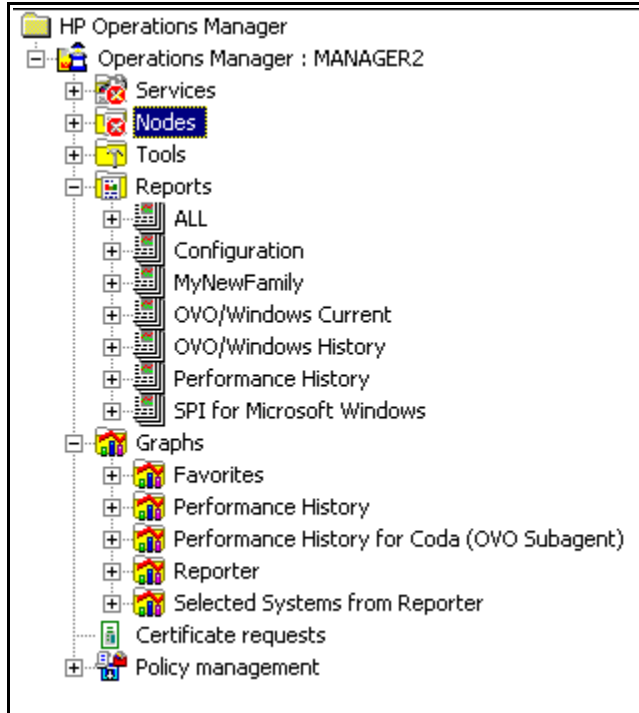 HP Operations Manager
Operations Manager : MANAGER2
Services
Nodes
Tools
Reports
ALL
Configuration
MyNewFamily
OVO/Windows Current
OVO/Windows History
Performance History
SPI for Microsoft Windows
Graphs
Favorites
Performance History
Performance History for Coda (OVO Subagent)
Reporter
Selected Systems from Reporter
Certificate requests
Policy management